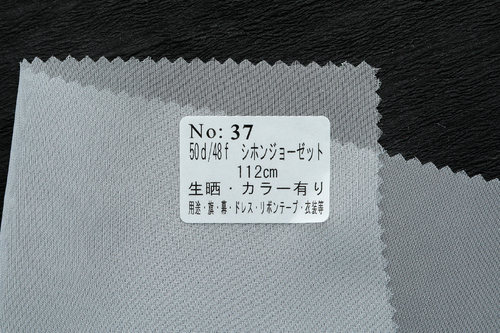 No: 37
50d/48f シホンジョーゼット
112cm
生晒・カラー有り
用途・旗・幕・ドレス・リボンテープ・衣装等